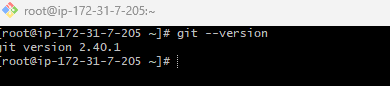 root@ip-172-31-7-205:~
[root@ip-172-31-7-205 ~]# git --version
git version 2.40.1
[root@ip-172-31-7-205 ~]#